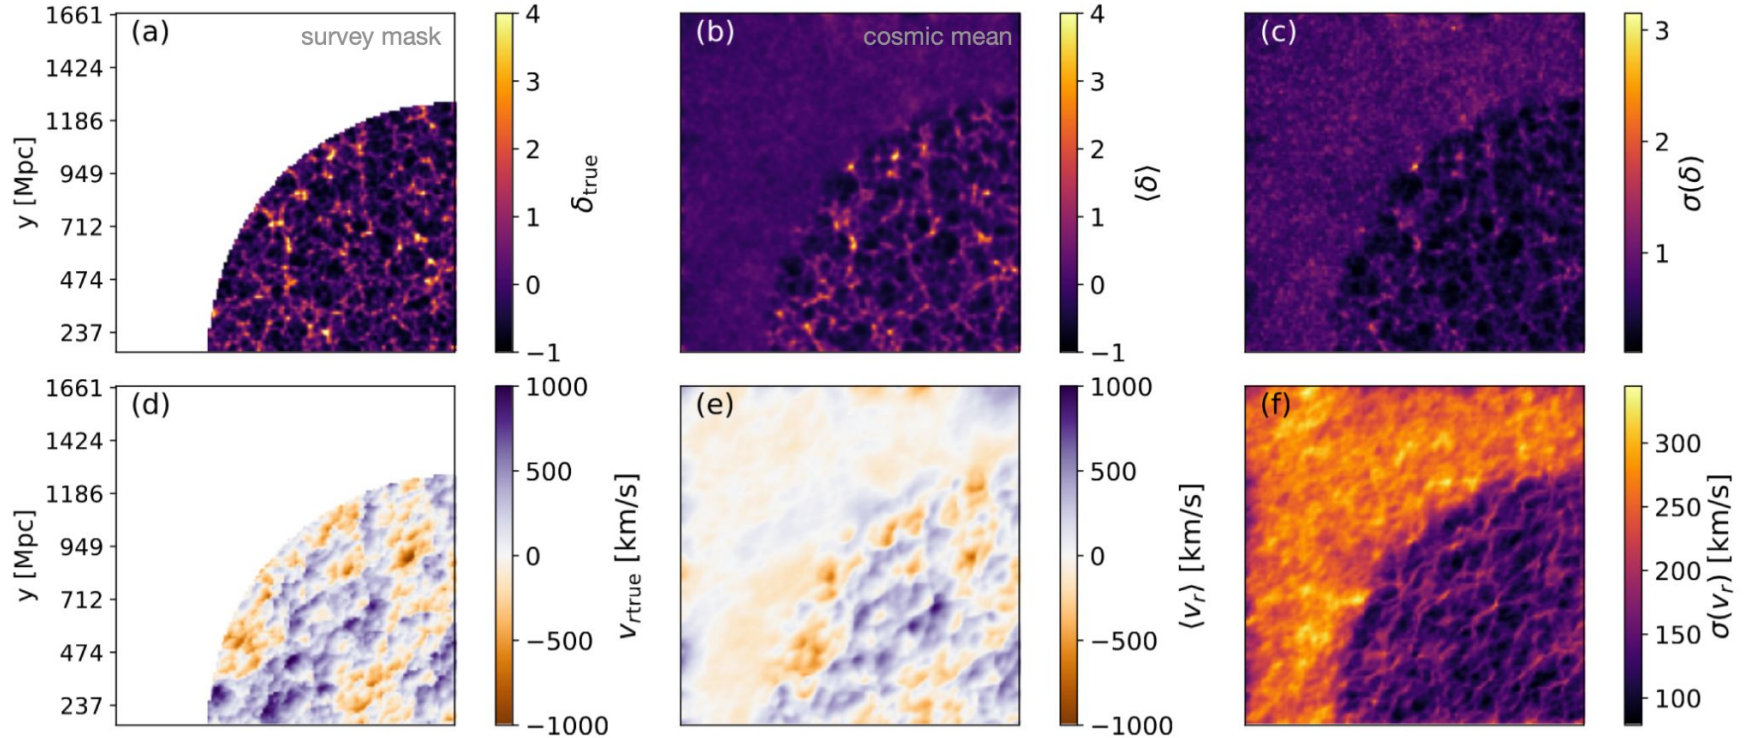 (a)
survey mask
1661
1424
1186
949
712
474
237
y [Mpc]
4
3
2
1
0
−1
δtrue
(b)
cosmic mean
4
3
2
1
0
−1
⟨δ⟩
(c)
3
2
1
σ(δ)
(d)
1661
1424
1186
949
712
474
237
y [Mpc]
1000
500
0
−500
−1000
vrtrue [km/s]
(e)
1000
500
0
−500
−1000
⟨vr⟩ [km/s]
(f)
300
250
200
150
100
σ(vr) [km/s]